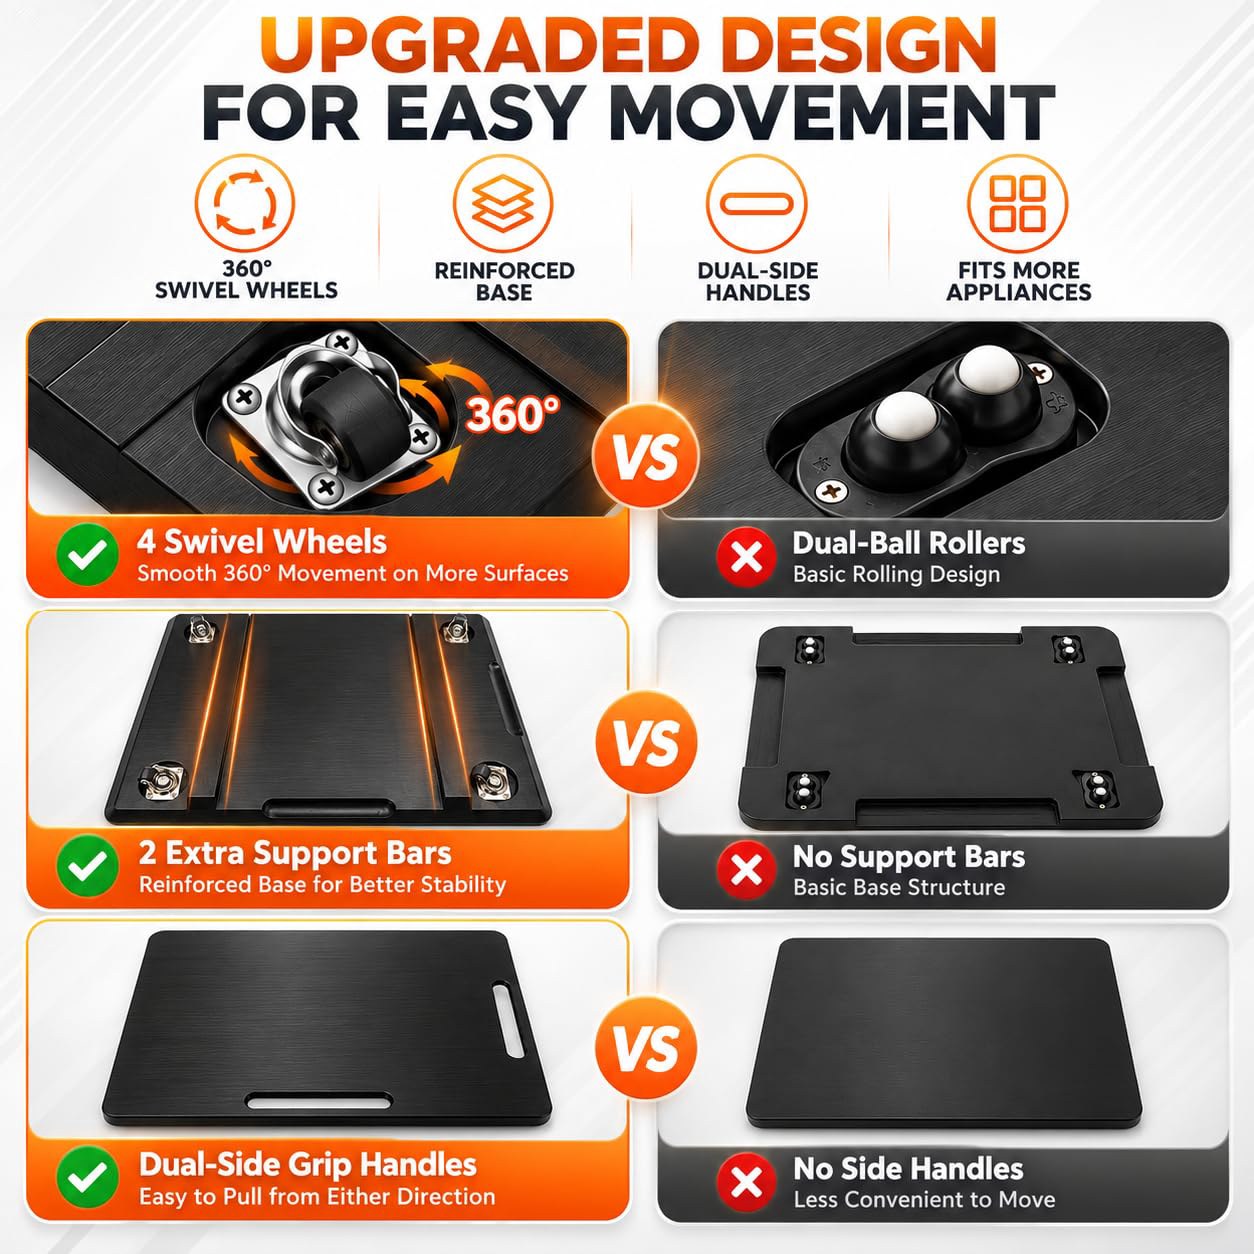 UPGRADED DESIGN
FOR EASY MOVEMENT
360°
SWIVEL WHEELS
REINFORCED
BASE
DUAL-SIDE
HANDLES
FITS MORE
APPLIANCES
360°
VS
4 Swivel Wheels
Smooth 360° Movement on More Surfaces
Dual-Ball Rollers
Basic Rolling Design
VS
2 Extra Support Bars
Reinforced Base for Better Stability
No Support Bars
Basic Base Structure
VS
Dual-Side Grip Handles
Easy to Pull from Either Direction
No Side Handles
Less Convenient to Move